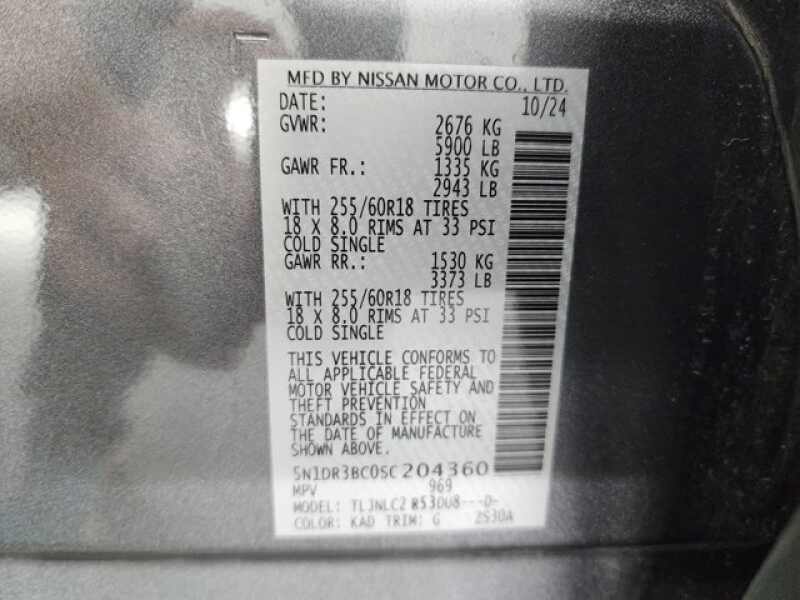 MFD BY NISSAN MOTOR CO., LTD.
DATE: 10/24
GVWR: 2676 KG
5900 LB
GAWR FR.: 1335 KG
2943 LB
WITH 255/60R18 TIRES
18 X 8.0 RIMS AT 33 PSI
COLD SINGLE
GAWR RR.: 1530 KG
3373 LB
WITH 255/60R18 TIRES
18 X 8.0 RIMS AT 33 PSI
COLD SINGLE
THIS VEHICLE CONFORMS TO
ALL APPLICABLE FEDERAL
MOTOR VEHICLE SAFETY AND
THEFT PREVENTION
STANDARDS IN EFFECT ON
THE DATE OF MANUFACTURE
SHOWN ABOVE.
5N1DR3BC0SC204360
MPV 969
MODEL: TLJNLC2 R53DU8---D-
COLOR: KAD TRIM: G 2S30A